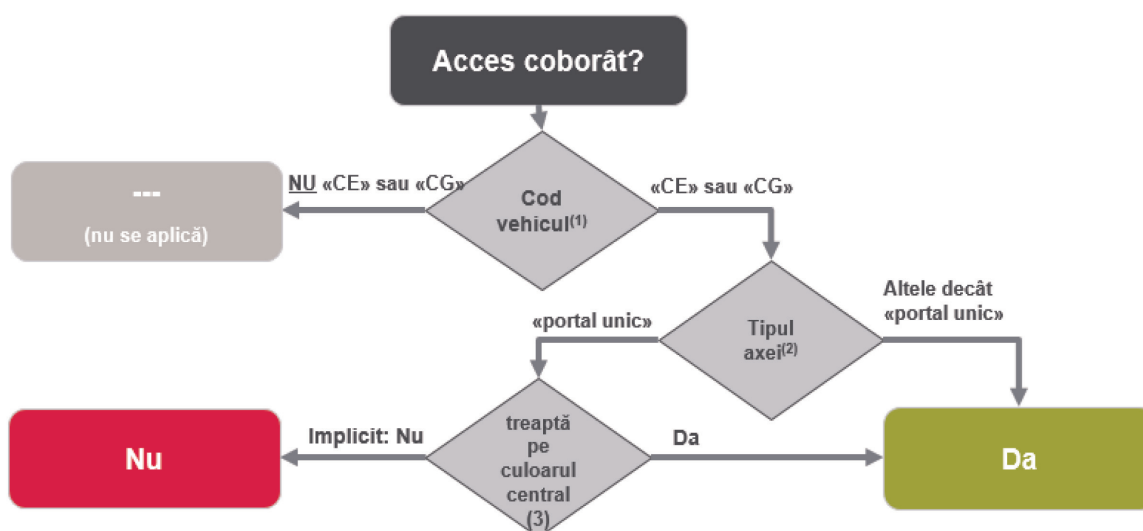 Acces coborât?
NU «CE» sau «CG»
«CE» sau «CG»
---
(nu se aplică)
Cod
vehicul(1)
Altele decât
«portal unic»
«portal unic»
Tipul
axei(2)
Nu
Implicit: Nu
treaptă
pe
culoarul
central
(3)
Da
Da